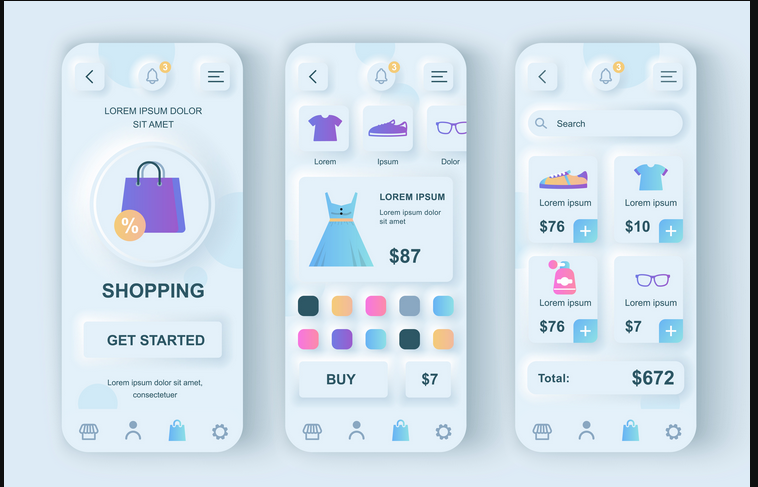 3
LOREM IPSUM DOLOR
SIT AMET
%
SHOPPING
GET STARTED
Lorem ipsum dolor sit amet,
consectetuer
3
Lorem
Ipsum
Dolor
LOREM IPSUM
Lorem ipsum dolor
sit amet
$87
BUY
$7
3
Search
Lorem ipsum
$76
+
Lorem ipsum
$10
+
Lorem ipsum
$76
+
Lorem ipsum
$7
+
Total:
$672